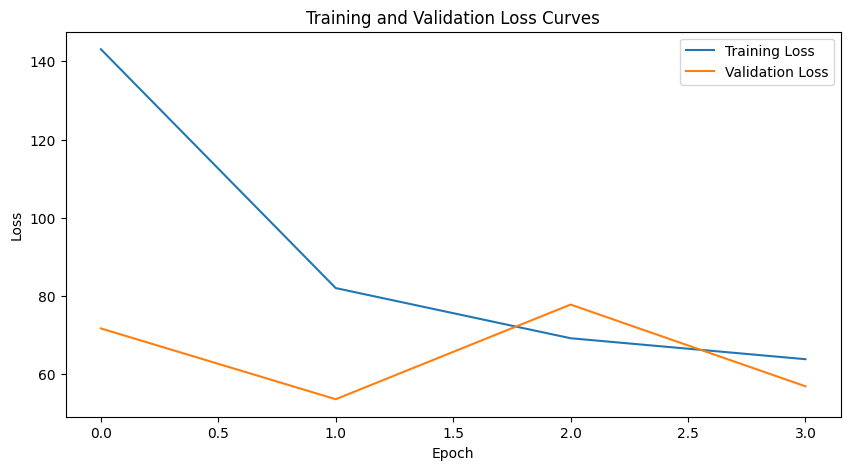 Training and Validation Loss Curves
Training Loss
Validation Loss
Loss
140
120
100
80
60
0.0 0.5 1.0 1.5 2.0 2.5 3.0
Epoch